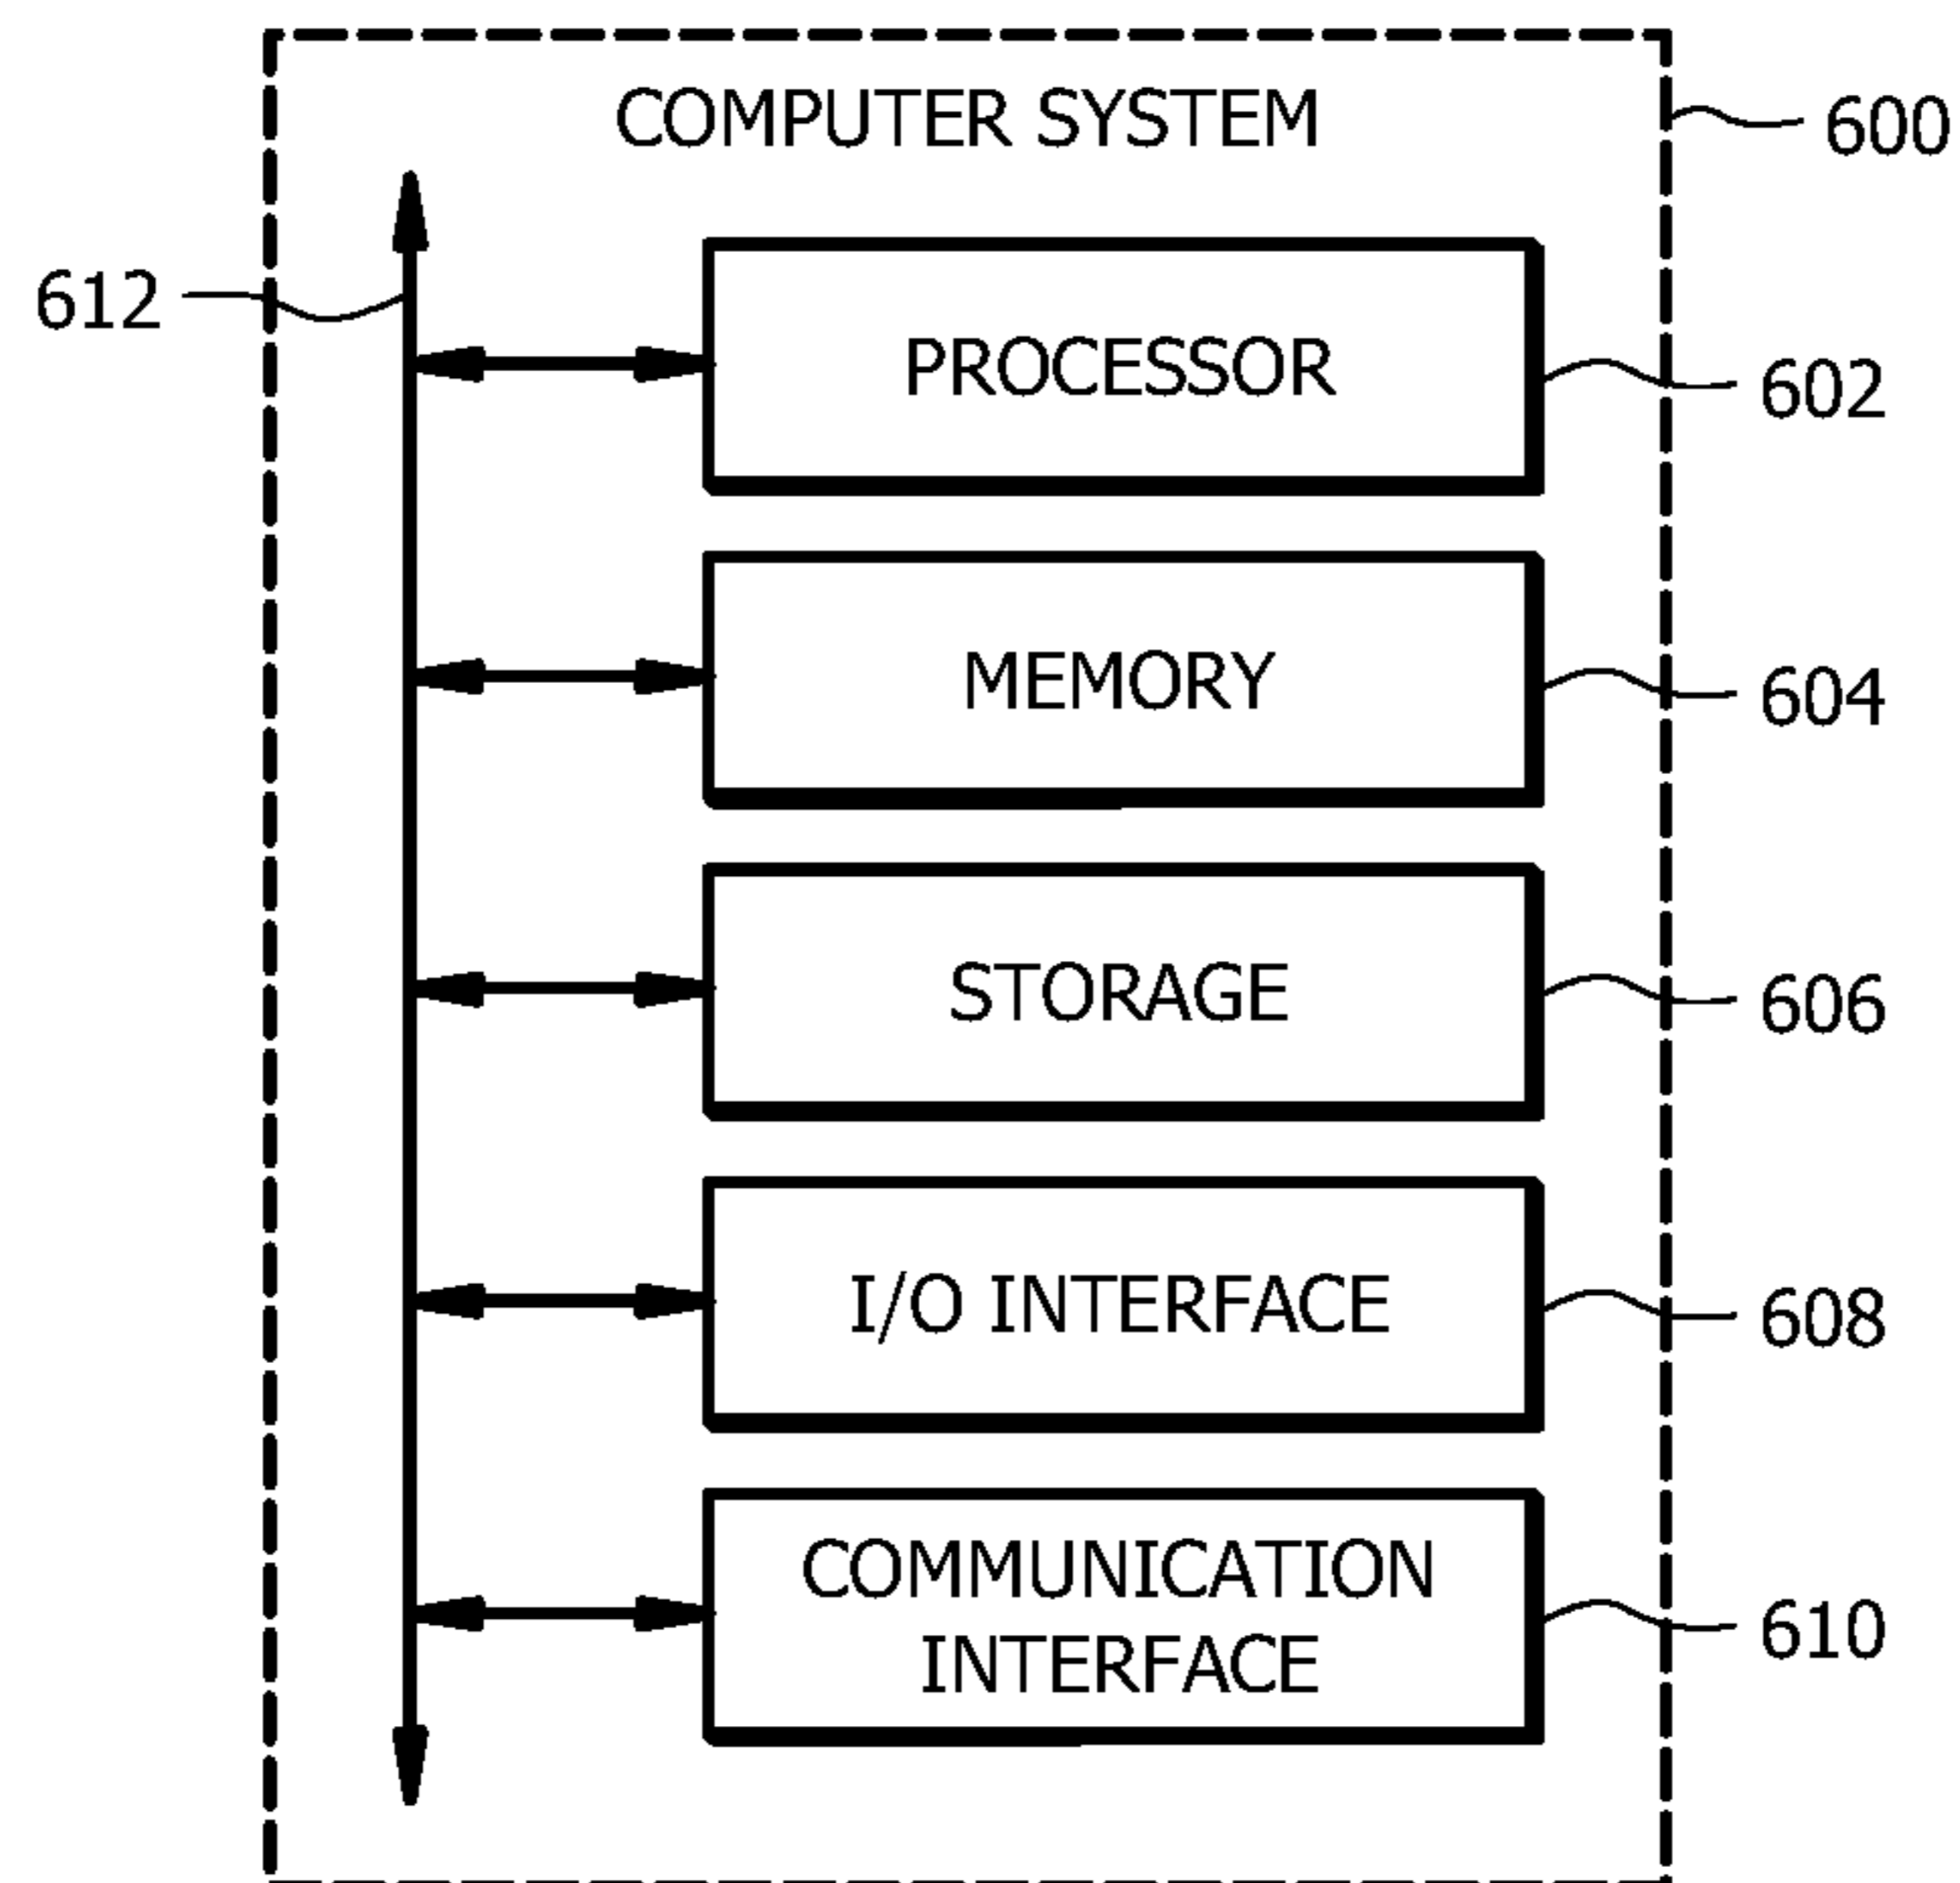 COMPUTER SYSTEM
600
612
PROCESSOR
602
MEMORY
604
STORAGE
606
I/O INTERFACE
608
COMMUNICATION
INTERFACE
610